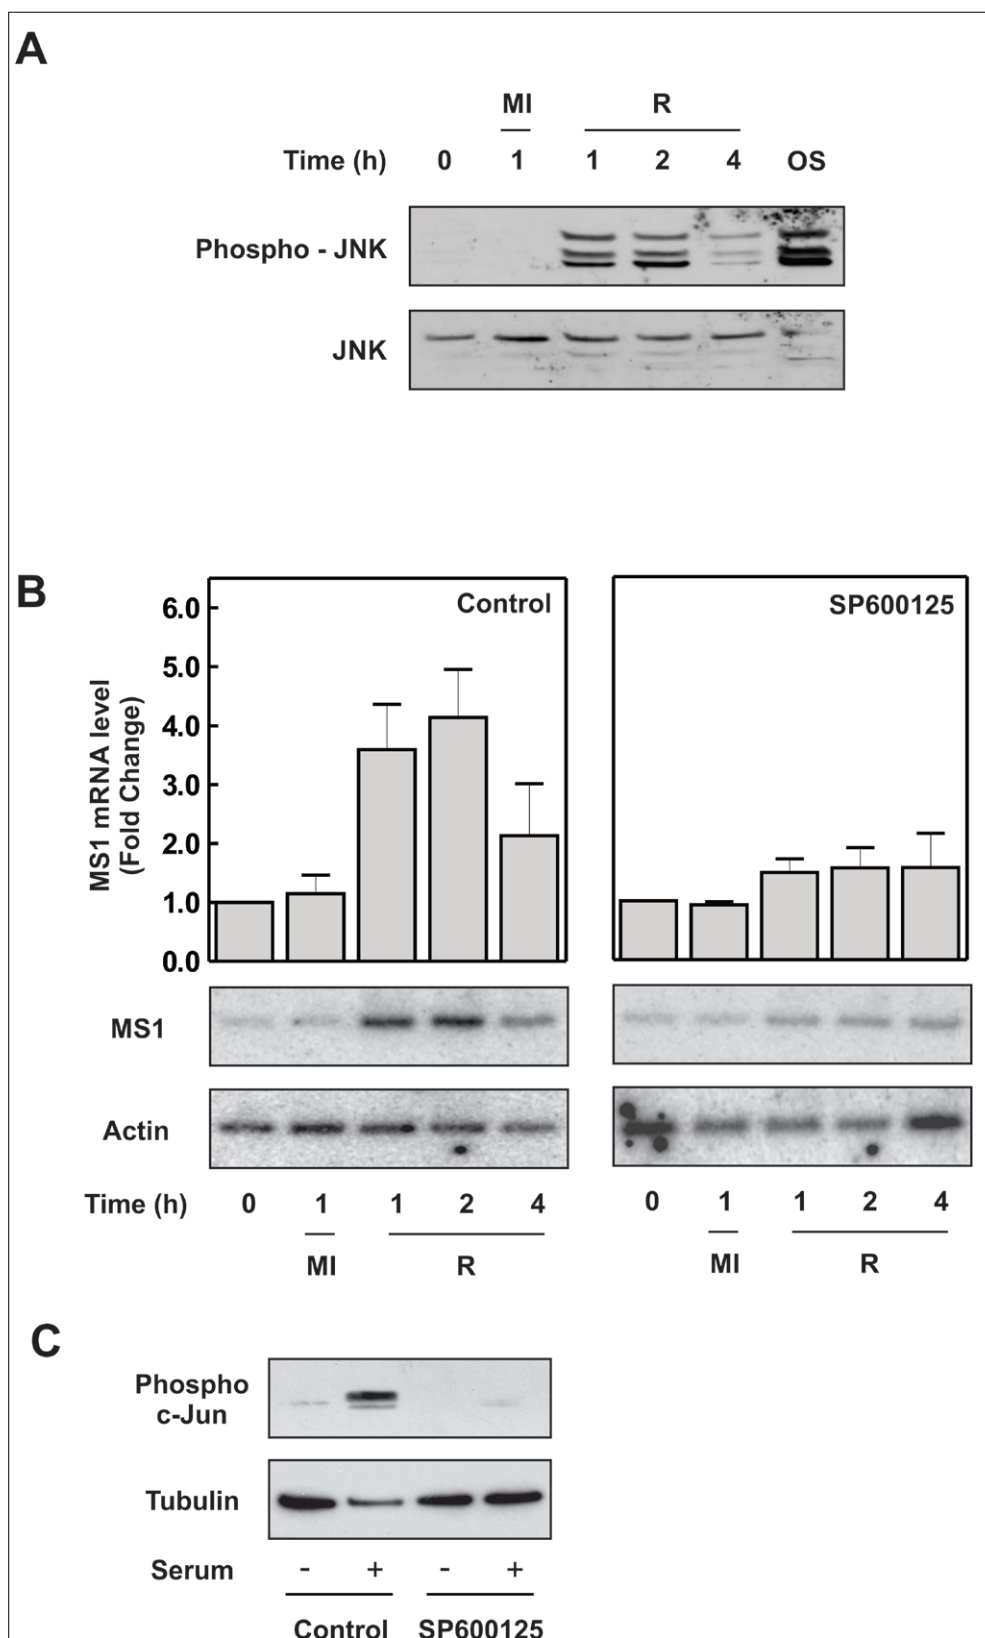 A
MI R
Time (h) 0 1 1 2 4 OS
Phospho - JNK
JNK
B
Control
SP600125
6.0
5.0
4.0
3.0
2.0
1.0
0.0
MS1 mRNA level
(Fold Change)
MS1
Actin
Time (h) 0 1 1 2 4 0 1 1 2 4
MI R MI R
C
Phospho
c-Jun
Tubulin
Serum - + - +
Control SP600125